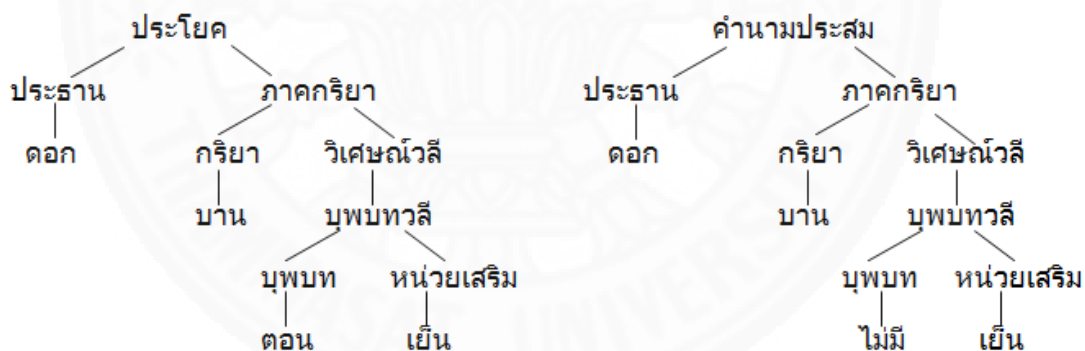 ประโยค คำนามประสม
ประธาน ภาคกริยา ประธาน ภาคกริยา
ดอก กริยา วิเศษณ์วลี ดอก กริยา วิเศษณ์วลี
บาน บุพบทวลี บาน บุพบทวลี
บุพบท หน่วยเสริม บุพบท หน่วยเสริม
ตอน เย็น ไม่มี เย็น